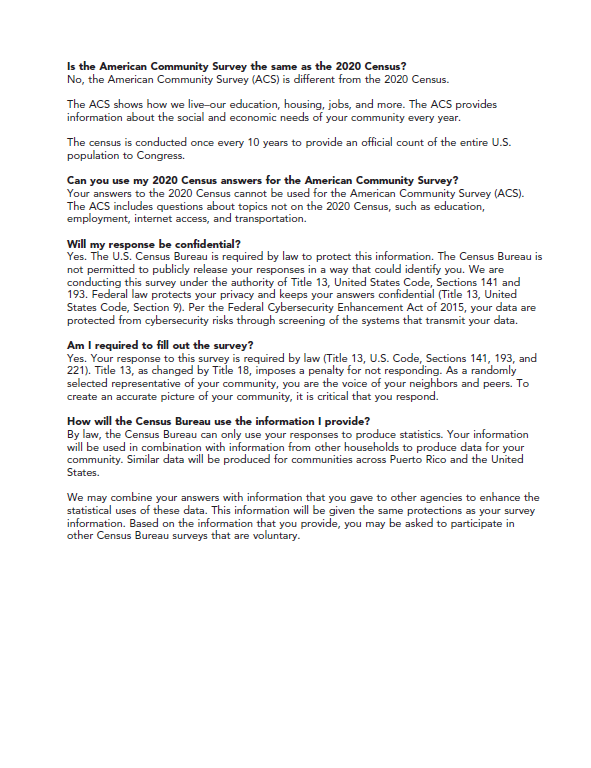 Is the American Community Survey the same as the 2020 Census?
No, the American Community Survey (ACS) is different from the 2020 Census.
The ACS shows how we live–our education, housing, jobs, and more. The ACS provides
information about the social and economic needs of your community every year.
The census is conducted once every 10 years to provide an official count of the entire U.S.
population to Congress.
Can you use my 2020 Census answers for the American Community Survey?
Your answers to the 2020 Census cannot be used for the American Community Survey (ACS).
The ACS includes questions about topics not on the 2020 Census, such as education,
employment, internet access, and transportation.
Will my response be confidential?
Yes. The U.S. Census Bureau is required by law to protect this information. The Census Bureau is
not permitted to publicly release your responses in a way that could identify you. We are
conducting this survey under the authority of Title 13, United States Code, Sections 141 and
193. Federal law protects your privacy and keeps your answers confidential (Title 13, United
States Code, Section 9). Per the Federal Cybersecurity Enhancement Act of 2015, your data are
protected from cybersecurity risks through screening of the systems that transmit your data.
Am I required to fill out the survey?
Yes. Your response to this survey is required by law (Title 13, U.S. Code, Sections 141, 193, and
221). Title 13, as changed by Title 18, imposes a penalty for not responding. As a randomly
selected representative of your community, you are the voice of your neighbors and peers. To
create an accurate picture of your community, it is critical that you respond.
How will the Census Bureau use the information I provide?
By law, the Census Bureau can only use your responses to produce statistics. Your information
will be used in combination with information from other households to produce data for your
community. Similar data will be produced for communities across Puerto Rico and the United
States.
We may combine your answers with information that you gave to other agencies to enhance the
statistical uses of these data. This information will be given the same protections as your survey
information. Based on the information that you provide, you may be asked to participate in
other Census Bureau surveys that are voluntary.